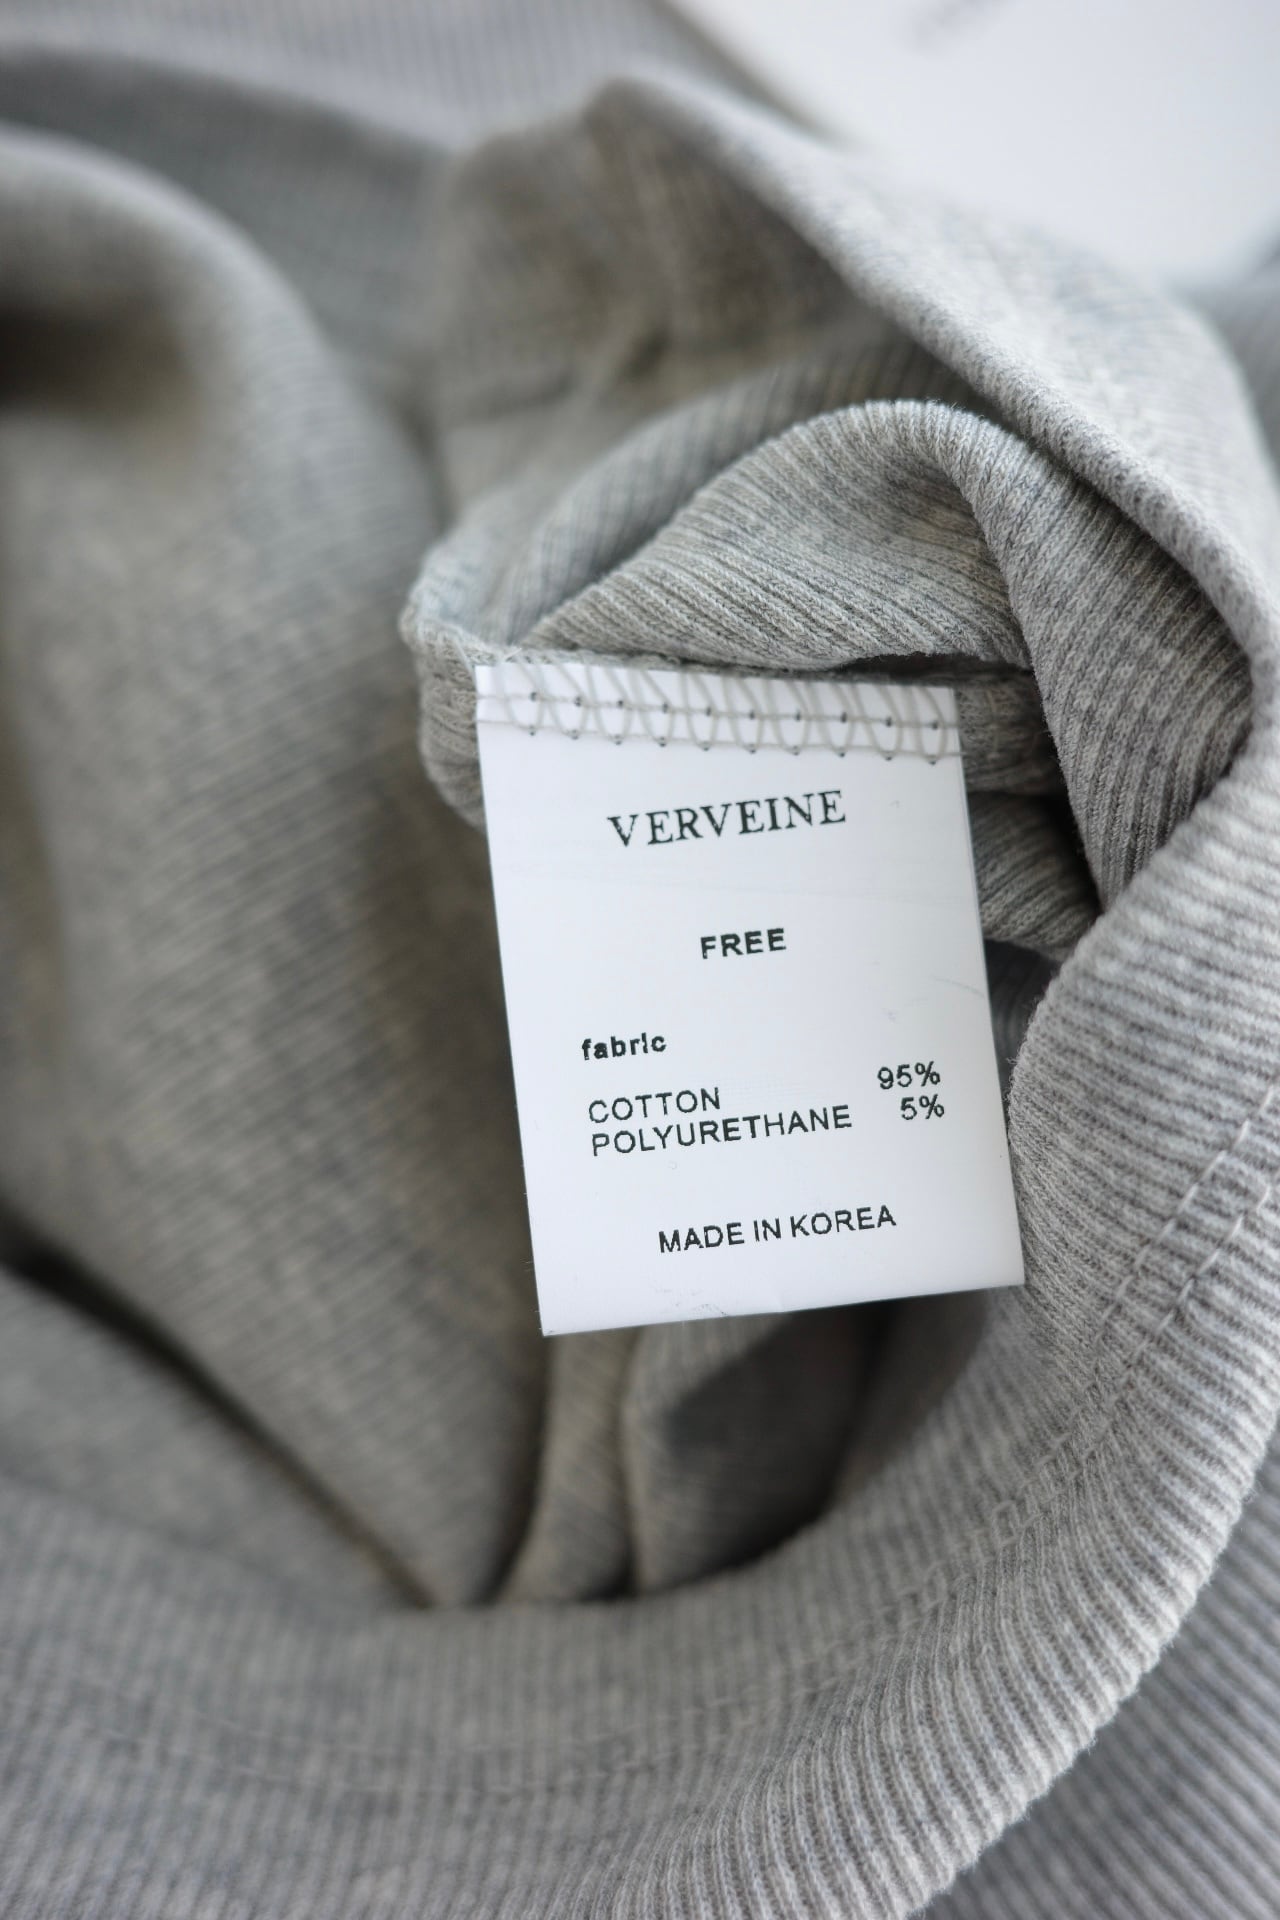 VERVEINE
FREE
fabric
COTTON 95%
POLYURETHANE 5%
MADE IN KOREA